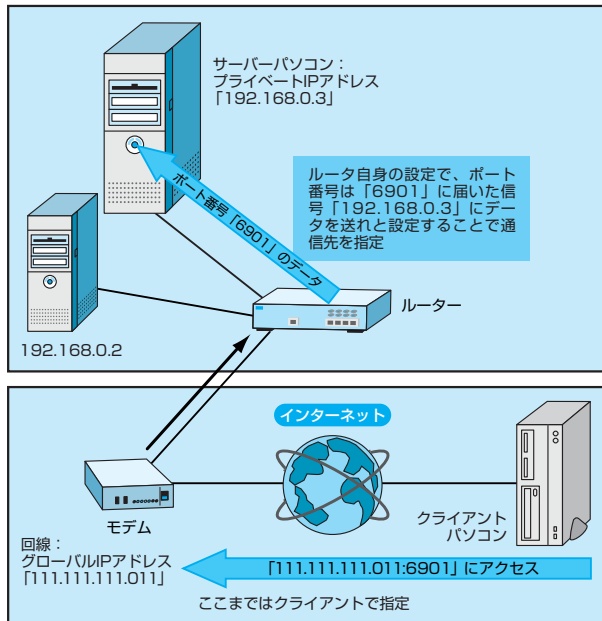 サーバーパソコン：
プライベートIPアドレス
「192.168.0.3」
ルータ自身の設定で、ポート
番号は「6901」に届いた信
号「192.168.0.3」にデー
タを送れと設定することで通
信先を指定
ポート番号「6901」のデータ
ルーター
192.168.0.2
インターネット
モデム
クライアント
パソコン
回線：
グローバルIPアドレス
「111.111.111.011」
「111.111.111.011:6901」にアクセス
ここまではクライアントで指定